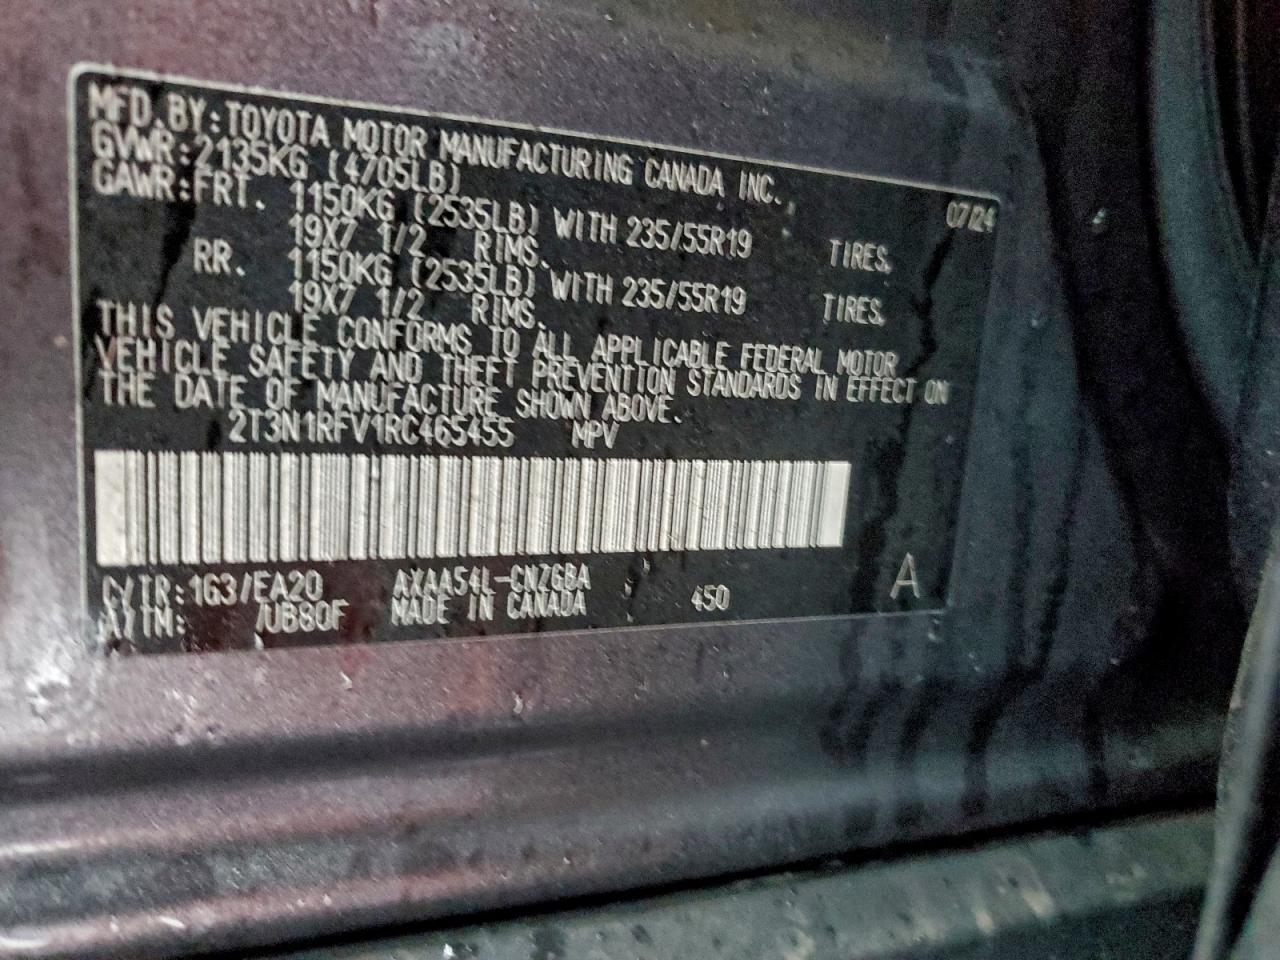 MFD.BY:TOYOTA MOTOR MANUFACTURING CANADA INC.
GVWR:2135KG (4705LB) 07/24
GAWR:FRT. 1150KG (2535LB) WITH 235/55R19 TIRES,
19X7 1/2 RIMS.
RR. 1150KG (2535LB) WITH 235/55R19 TIRES,
19X7 1/2 RIMS.
THIS VEHICLE CONFORMS TO ALL APPLICABLE FEDERAL MOTOR
VEHICLE SAFETY AND THEFT PREVENTION STANDARDS IN EFFECT ON
THE DATE OF MANUFACTURE SHOWN ABOVE.
2T3N1RFV1RC465455 MPV
C/TR:1G3/EA20 AXAA54L-CNZGBA A
A/TM: /UB80F MADE IN CANADA 450